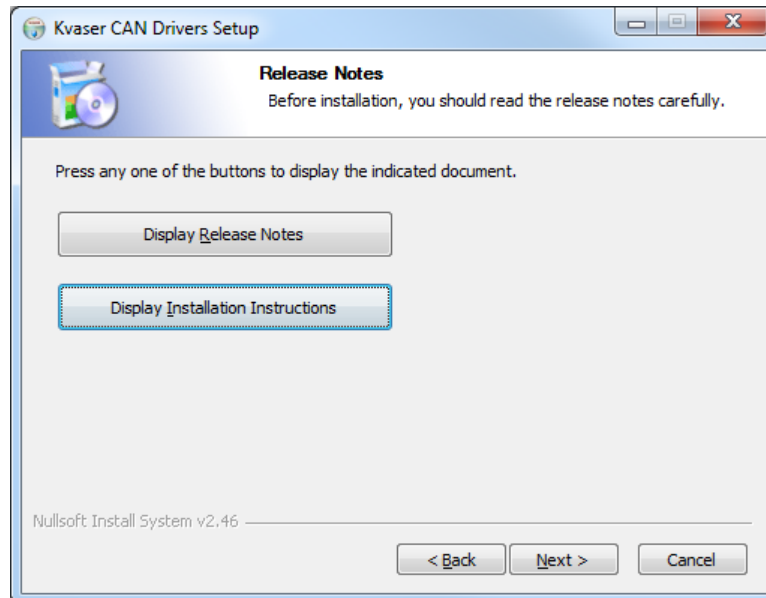 Kvaser CAN Drivers Setup
Release Notes
Before installation, you should read the release notes carefully.
Press any one of the buttons to display the indicated document.
Display Release Notes
Display Installation Instructions
Nullsoft Install System v2.46
< Back Next > Cancel